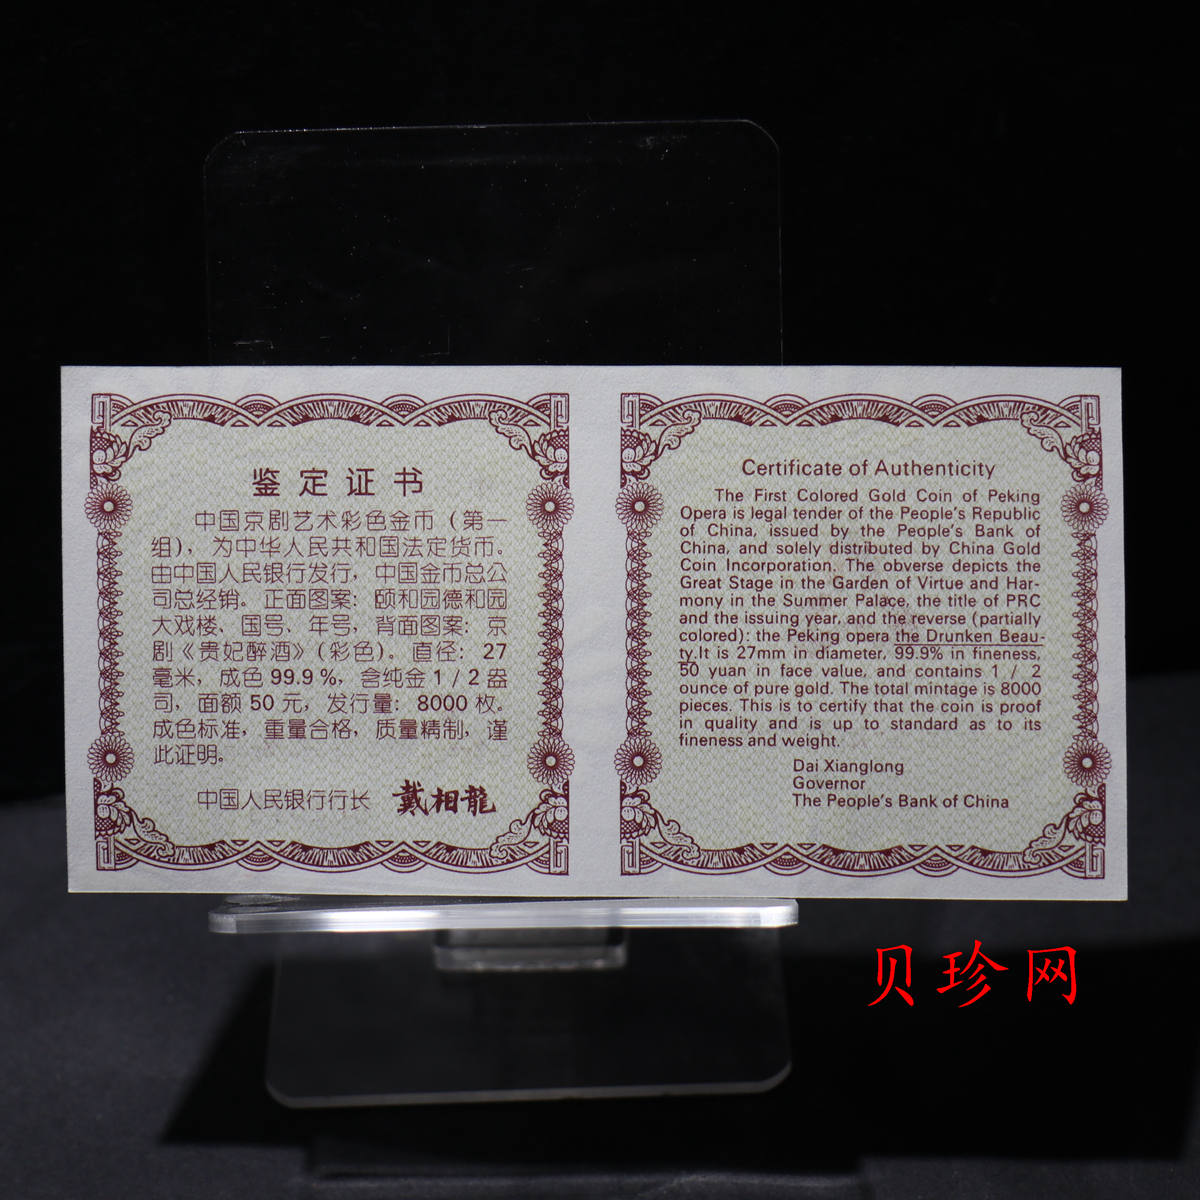 鉴定证书
中国京剧艺术彩色金币（第一
组），为中华人民共和国法定货币。
由中国人民银行发行，中国金币总公
司总经销。正面图案：颐和园德和园
大戏楼、国号、年号，背面图案：京
剧《贵妃醉酒》（彩色）。直径：27
毫米，成色99.9%，含纯金1/2盎
司，面额50元，发行量：8000枚。
成色标准，重量合格，质量精制，谨
此证明。
中国人民银行行长 戴相龍
Certificate of Authenticity
The First Colored Gold Coin of Peking
Opera is legal tender of the People's Republic
of China, issued by the People's Bank of
China, and solely distributed by China Gold
Coin Incorporation. The obverse depicts the
Great Stage in the Garden of Virtue and Har-
mony in the Summer Palace, the title of PRC
and the issuing year, and the reverse (partially
colored): the Peking opera the Drunken Beau-
ty.It is 27mm in diameter, 99.9% in fineness,
50 yuan in face value, and contains 1 / 2
ounce of pure gold. The total mintage is 8000
pieces. This is to certify that the coin is proof
in quality and is up to standard as to its
fineness and weight.
Dai Xianglong
Governor
The People's Bank of China
贝珍网